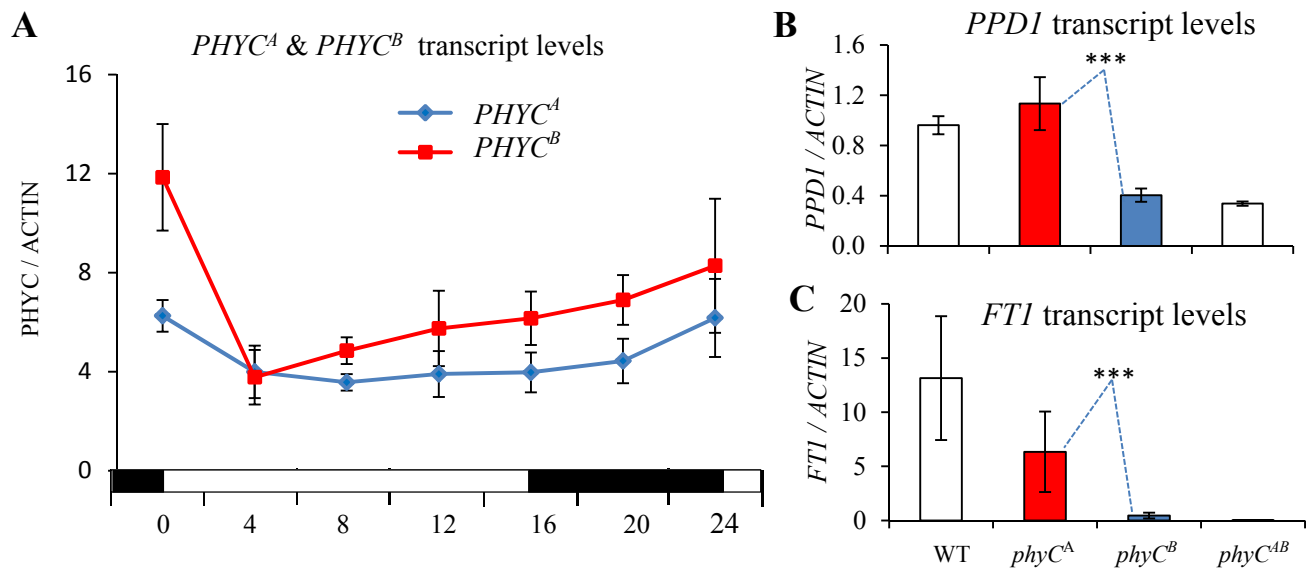 A
PHYC^A & PHYC^B transcript levels
16
12
8
4
0
PHYC / ACTIN
PHYC^A
PHYC^B
0 4 8 12 16 20 24
B
PPD1 transcript levels
1.6
1.2
0.8
0.4
0.0
PPD1 / ACTIN
***
C
FT1 transcript levels
20
15
10
5
0
FT1 / ACTIN
***
WT phyC^A phyC^B phyC^AB